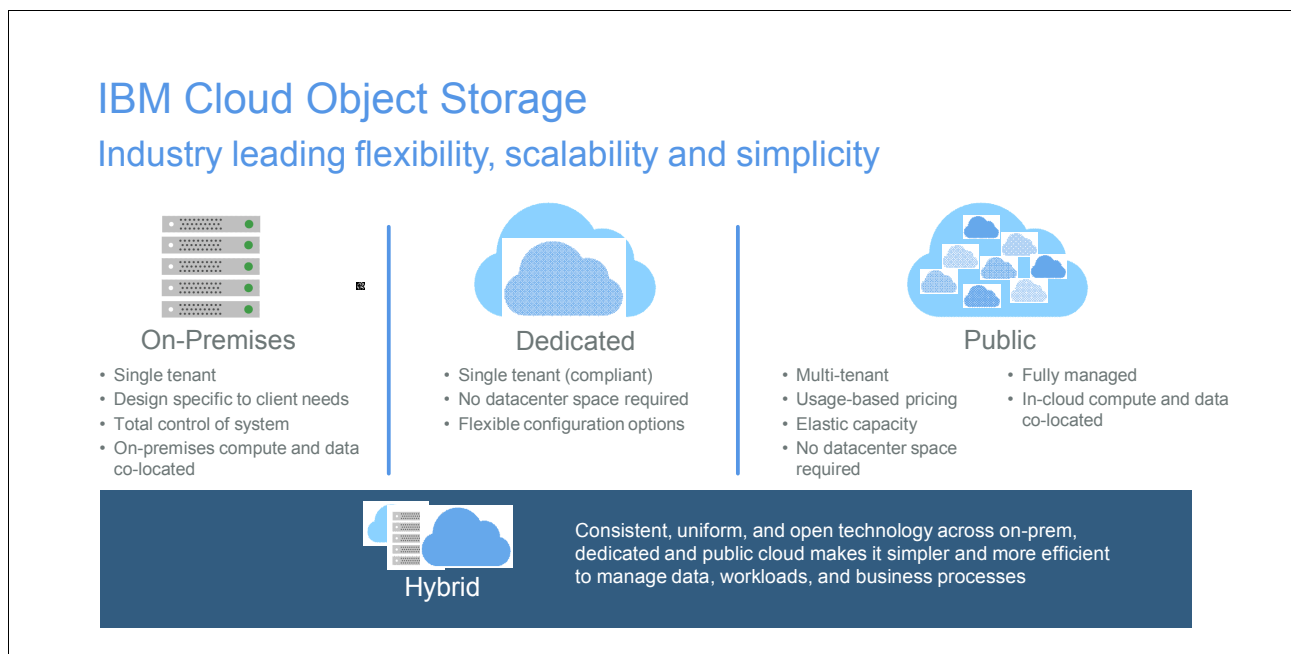 IBM Cloud Object Storage
Industry leading flexibility, scalability and simplicity
On-Premises
• Single tenant
• Design specific to client needs
• Total control of system
• On-premises compute and data
co-located
Dedicated
• Single tenant (compliant)
• No datacenter space required
• Flexible configuration options
Public
• Multi-tenant
• Usage-based pricing
• Elastic capacity
• No datacenter space
required
• Fully managed
• In-cloud compute and data
co-located
Hybrid
Consistent, uniform, and open technology across on-prem,
dedicated and public cloud makes it simpler and more efficient
to manage data, workloads, and business processes